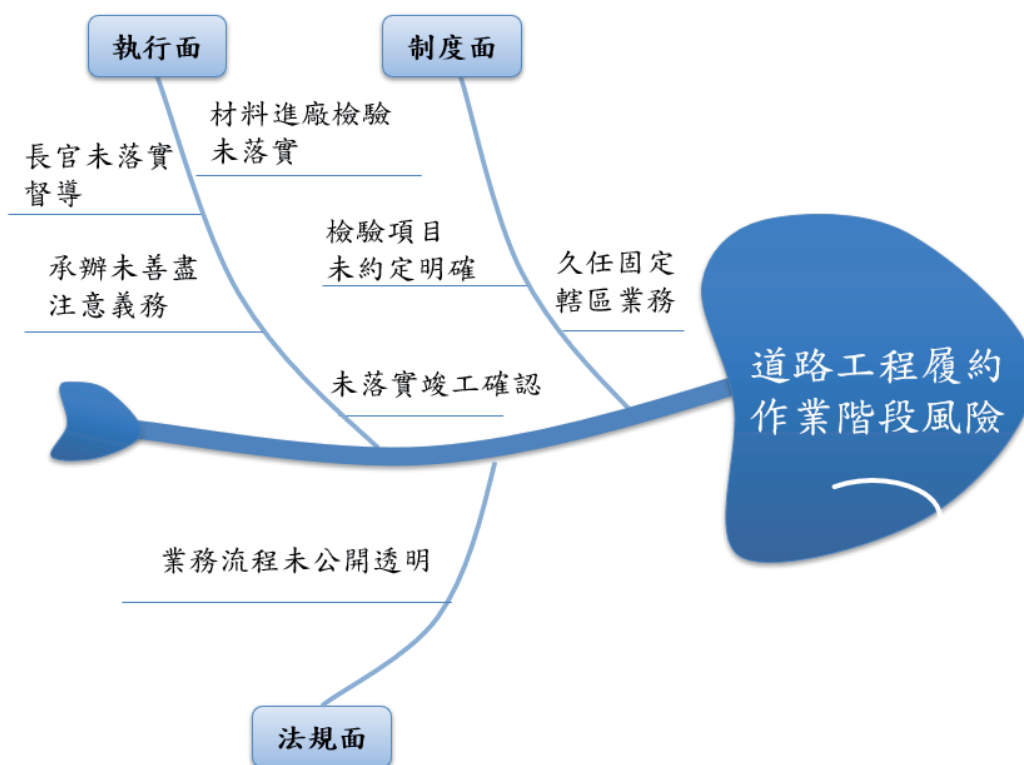 執行面
制度面
材料進廠檢驗
未落實
長官未落實
督導
檢驗項目
未約定明確
久任固定
轄區業務
承辦未善盡
注意義務
未落實竣工確認
道路工程履約
作業階段風險
業務流程未公開透明
法規面